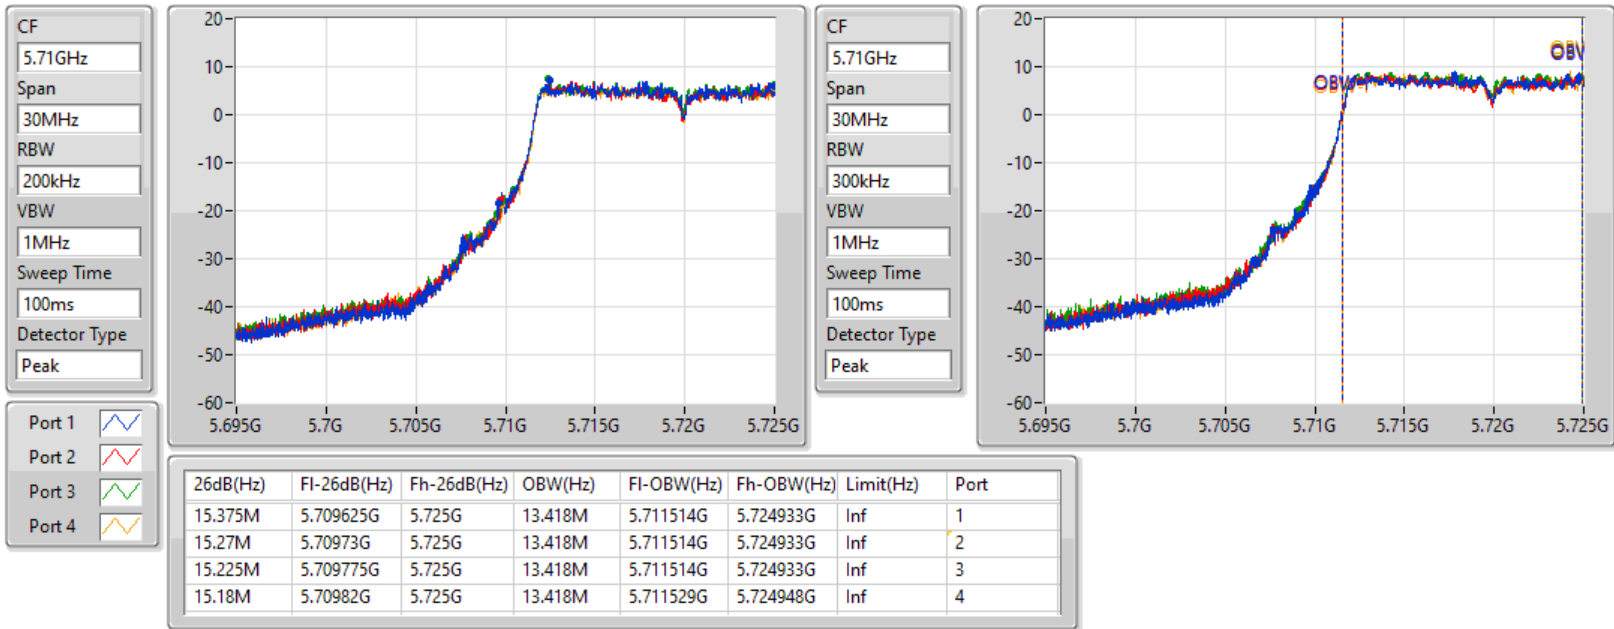 CF
5.71GHz
Span
30MHz
RBW
200kHz
VBW
1MHz
Sweep Time
100ms
Detector Type
Peak
20
10
0
-10
-20
-30
-40
-50
-60
5.695G 5.7G 5.705G 5.71G 5.715G 5.72G 5.725G
CF
5.71GHz
Span
30MHz
RBW
300kHz
VBW
1MHz
Sweep Time
100ms
Detector Type
Peak
20
10
0
-10
-20
-30
-40
-50
-60
5.695G 5.7G 5.705G 5.71G 5.715G 5.72G 5.725G
OBW
OBW
Port 1
Port 2
Port 3
Port 4
26dB(Hz) Fl-26dB(Hz) Fh-26dB(Hz) OBW(Hz) Fl-OBW(Hz) Fh-OBW(Hz) Limit(Hz) Port
15.375M 5.709625G 5.725G 13.418M 5.711514G 5.724933G Inf 1
15.27M 5.70973G 5.725G 13.418M 5.711514G 5.724933G Inf 2
15.225M 5.709775G 5.725G 13.418M 5.711514G 5.724933G Inf 3
15.18M 5.70982G 5.725G 13.418M 5.711529G 5.724948G Inf 4